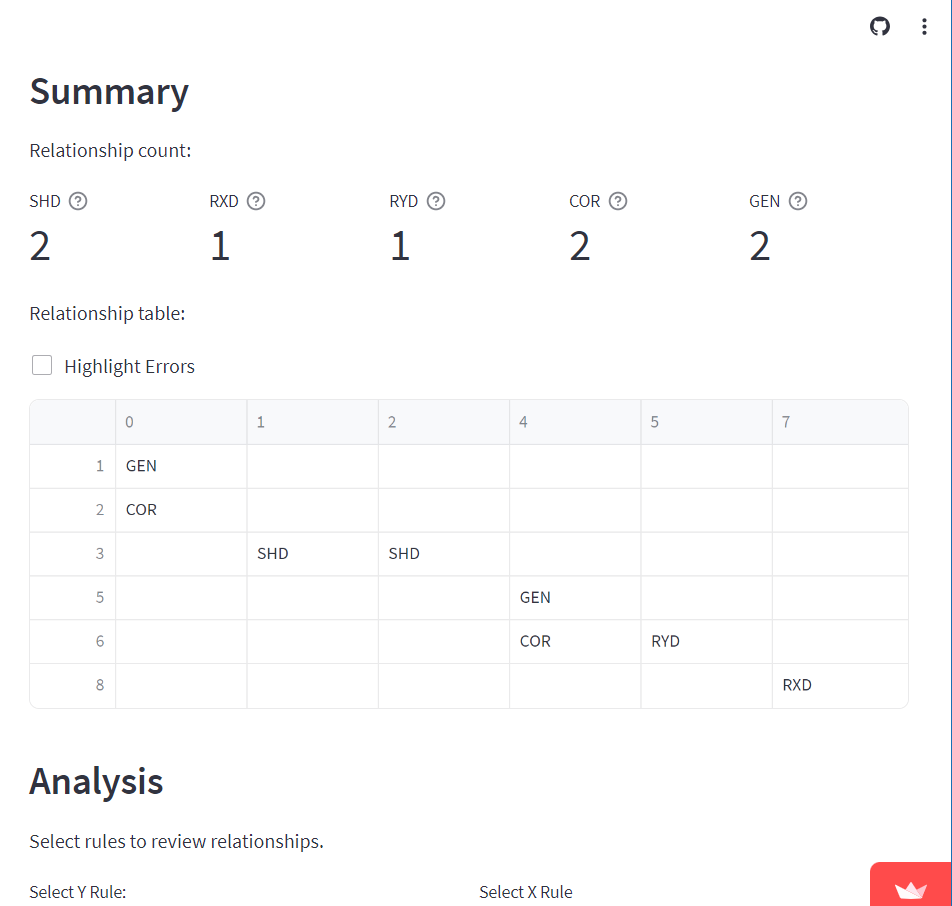 Summary
Relationship count:
SHD RXD RYD COR GEN
2 1 1 2 2
Relationship table:
Highlight Errors
0 1 2 4 5 7
1 GEN
2 COR
3 SHD SHD
5 GEN
6 COR RYD
8 RXD
Analysis
Select rules to review relationships.
Select Y Rule: Select X Rule